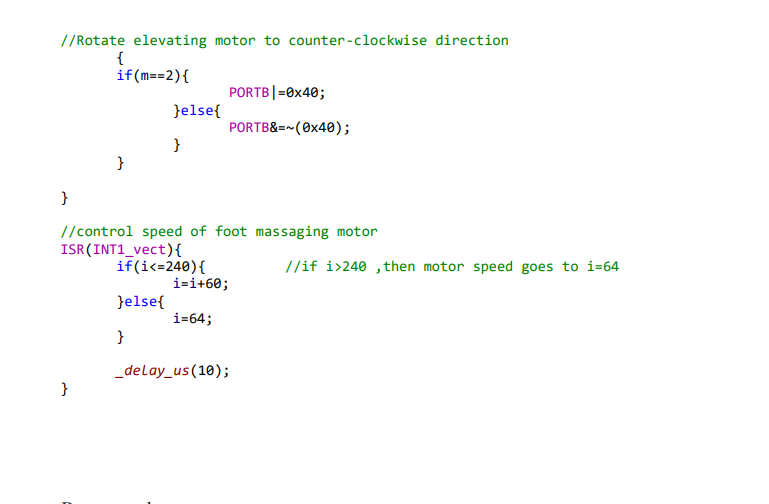 //Rotate elevating motor to counter-clockwise direction
{
if(m==2){
PORTB|=0x40;
}else{
PORTB&=~(0x40);
}
}
}
//control speed of foot massaging motor
ISR(INT1_vect){
if(i<=240){ //if i>240 ,then motor speed goes to i=64
i=i+60;
}else{
i=64;
}
_delay_us(10);
}